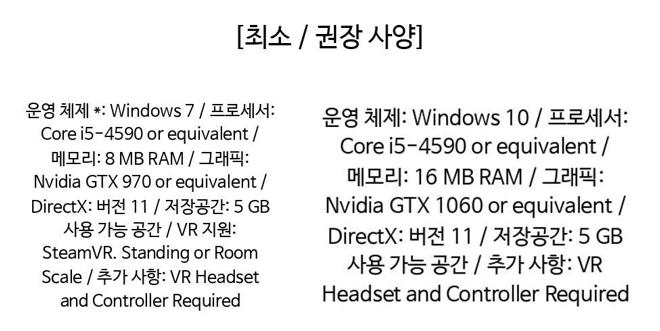 [최소 / 권장 사양]
운영 체제 *: Windows 7 / 프로세서:
Core i5-4590 or equivalent /
메모리: 8 MB RAM / 그래픽:
Nvidia GTX 970 or equivalent /
DirectX: 버전 11 / 저장공간: 5 GB
사용 가능 공간 / VR 지원:
SteamVR. Standing or Room
Scale / 추가 사항: VR Headset
and Controller Required
운영 체제: Windows 10 / 프로세서:
Core i5-4590 or equivalent /
메모리: 16 MB RAM / 그래픽:
Nvidia GTX 1060 or equivalent /
DirectX: 버전 11 / 저장공간: 5 GB
사용 가능 공간 / 추가 사항: VR
Headset and Controller Required